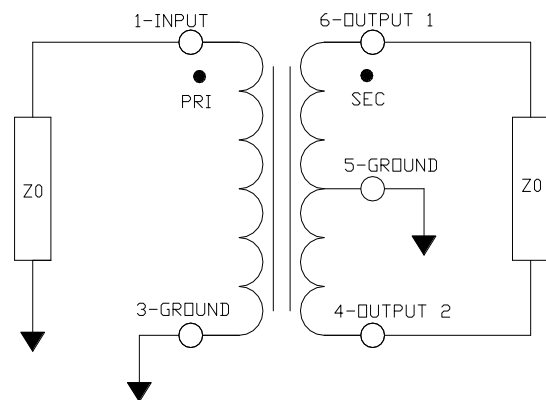 1-INPUT
6-OUTPUT 1
PRI
SEC
5-GROUND
Z0
Z0
3-GROUND
4-OUTPUT 2